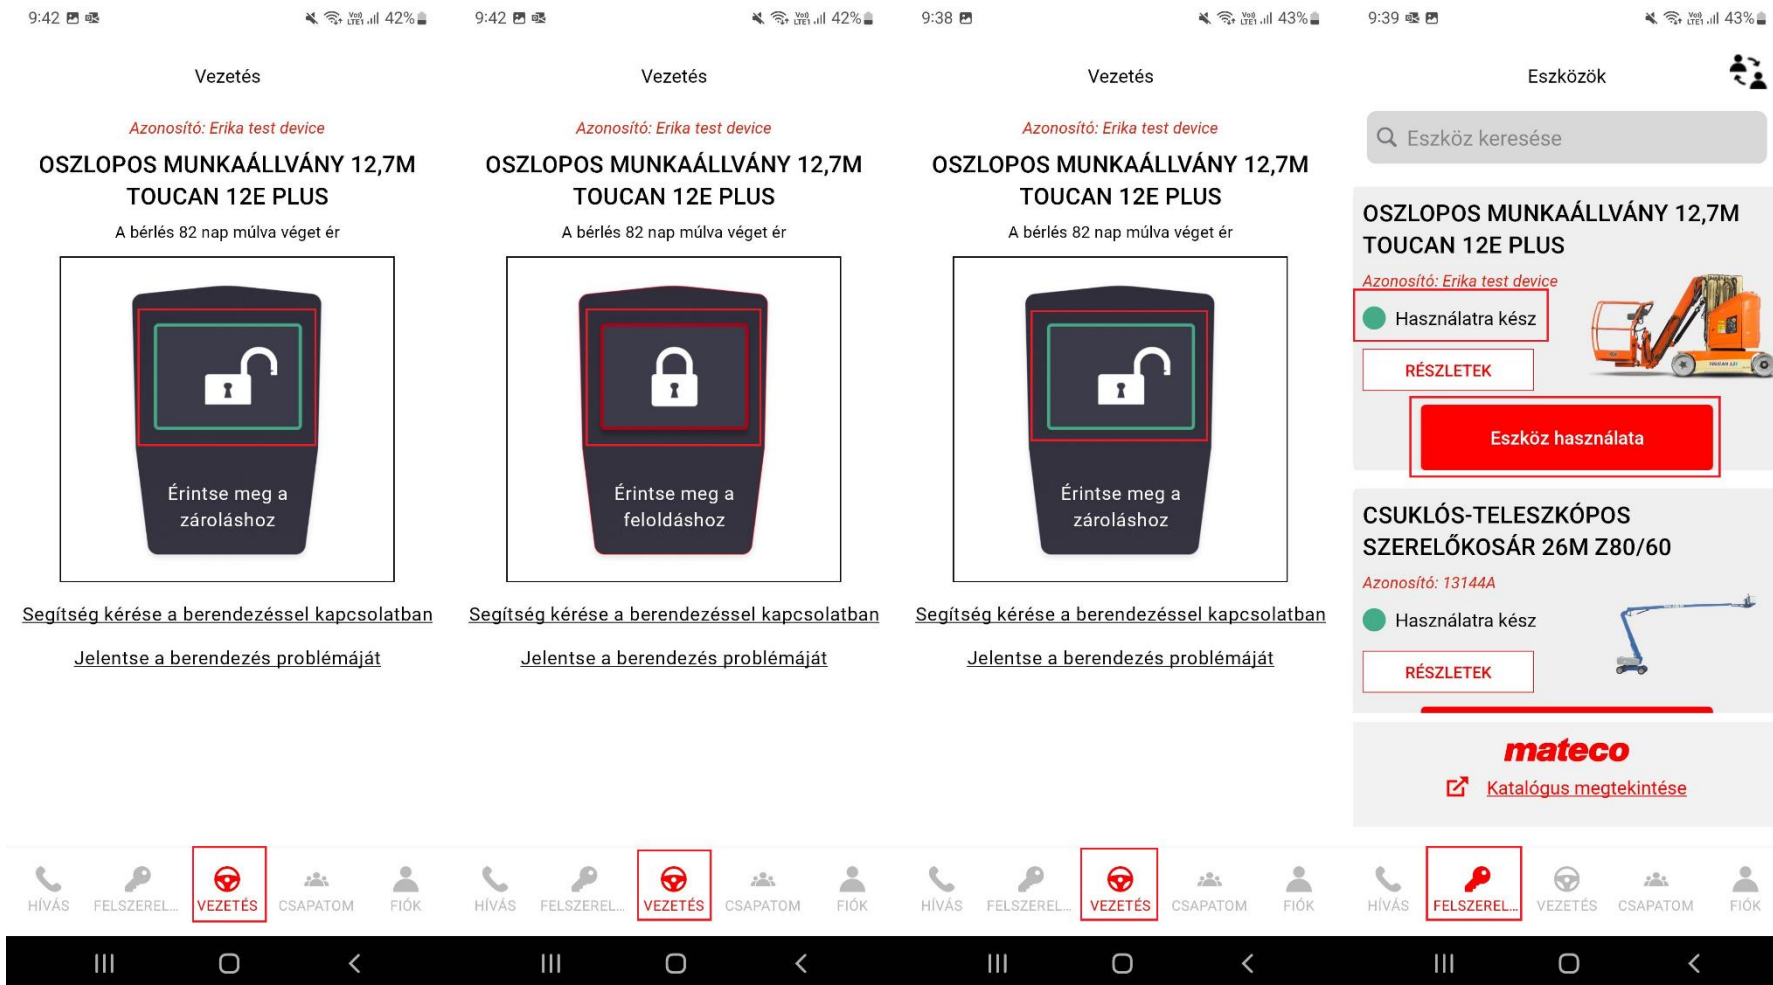 9:42
42%
Vezetés
Azonosító: Erika test device
OSZLOPOS MUNKAÁLLVÁNY 12,7M
TOUCAN 12E PLUS
A bérlés 82 nap múlva véget ér
Érintse meg a
zároláshoz
Segítség kérése a berendezéssel kapcsolatban
Jelentse a berendezés problémáját
HÍVÁS FELSZEREL... VEZETÉS CSAPATOM FIÓK
9:42
42%
Vezetés
Azonosító: Erika test device
OSZLOPOS MUNKAÁLLVÁNY 12,7M
TOUCAN 12E PLUS
A bérlés 82 nap múlva véget ér
Érintse meg a
feloldáshoz
Segítség kérése a berendezéssel kapcsolatban
Jelentse a berendezés problémáját
HÍVÁS FELSZEREL... VEZETÉS CSAPATOM FIÓK
9:38
43%
Vezetés
Azonosító: Erika test device
OSZLOPOS MUNKAÁLLVÁNY 12,7M
TOUCAN 12E PLUS
A bérlés 82 nap múlva véget ér
Érintse meg a
zároláshoz
Segítség kérése a berendezéssel kapcsolatban
Jelentse a berendezés problémáját
HÍVÁS FELSZEREL... VEZETÉS CSAPATOM FIÓK
9:39
43%
Eszközök
Eszköz keresése
OSZLOPOS MUNKAÁLLVÁNY 12,7M
TOUCAN 12E PLUS
Azonosító: Erika test device
Használatra kész
RÉSZLETEK
Eszköz használata
CSUKLÓS-TELESZKÓPOS
SZERELŐKOSÁR 26M Z80/60
Azonosító: 13144A
Használatra kész
RÉSZLETEK
mateco
Katalógus megtekintése
HÍVÁS FELSZEREL... VEZETÉS CSAPATOM FIÓK